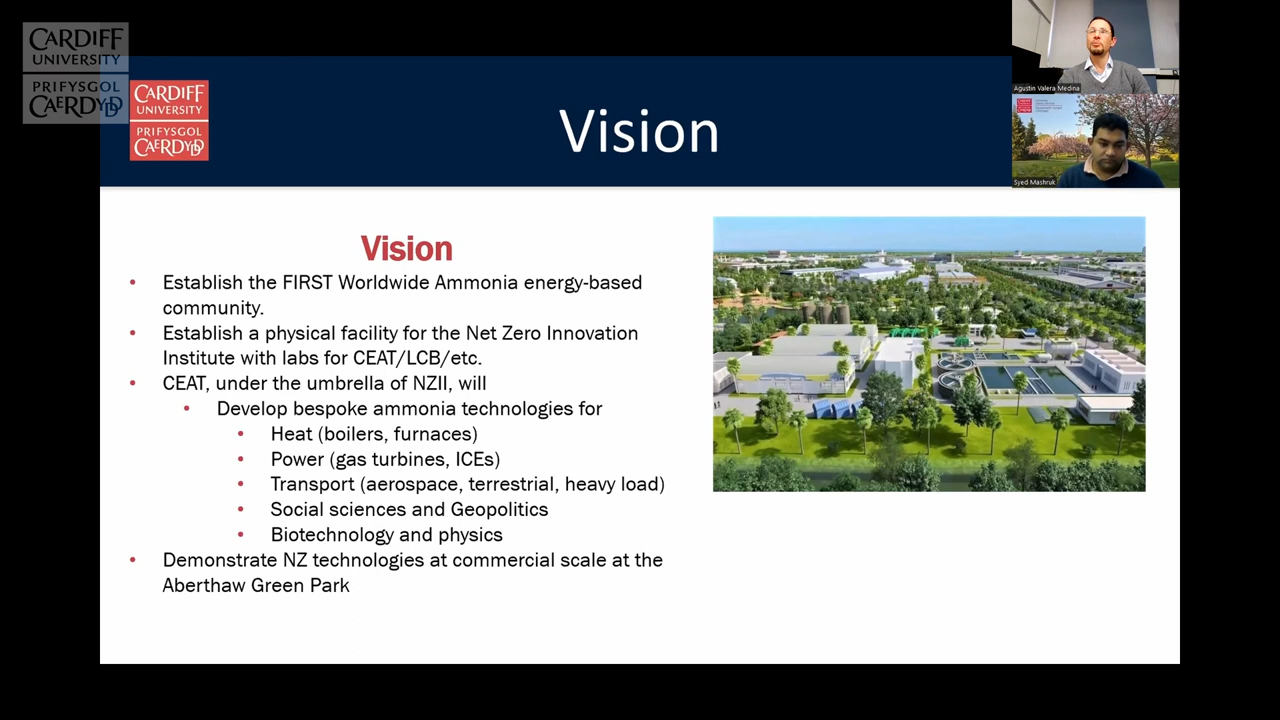 CARDIFF
UNIVERSITY
PRIFYSGOL
CAERDYDD
CARDIFF
UNIVERSITY
PRIFYSGOL
CAERDYDD
Vision
Agustin Valera Medina
Syed Mashruk
Vision
• Establish the FIRST Worldwide Ammonia energy-based
community.
• Establish a physical facility for the Net Zero Innovation
Institute with labs for CEAT/LCB/etc.
• CEAT, under the umbrella of NZII, will
• Develop bespoke ammonia technologies for
• Heat (boilers, furnaces)
• Power (gas turbines, ICEs)
• Transport (aerospace, terrestrial, heavy load)
• Social sciences and Geopolitics
• Biotechnology and physics
• Demonstrate NZ technologies at commercial scale at the
Aberthaw Green Park